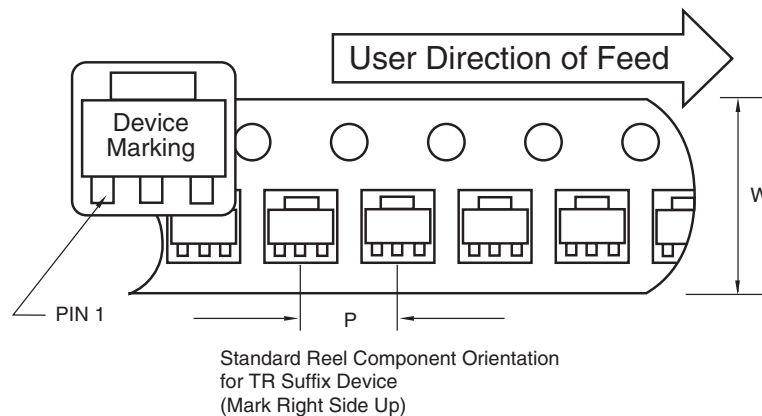 User Direction of Feed
Device
Marking
W
PIN 1
P
Standard Reel Component Orientation
for TR Suffix Device
(Mark Right Side Up)